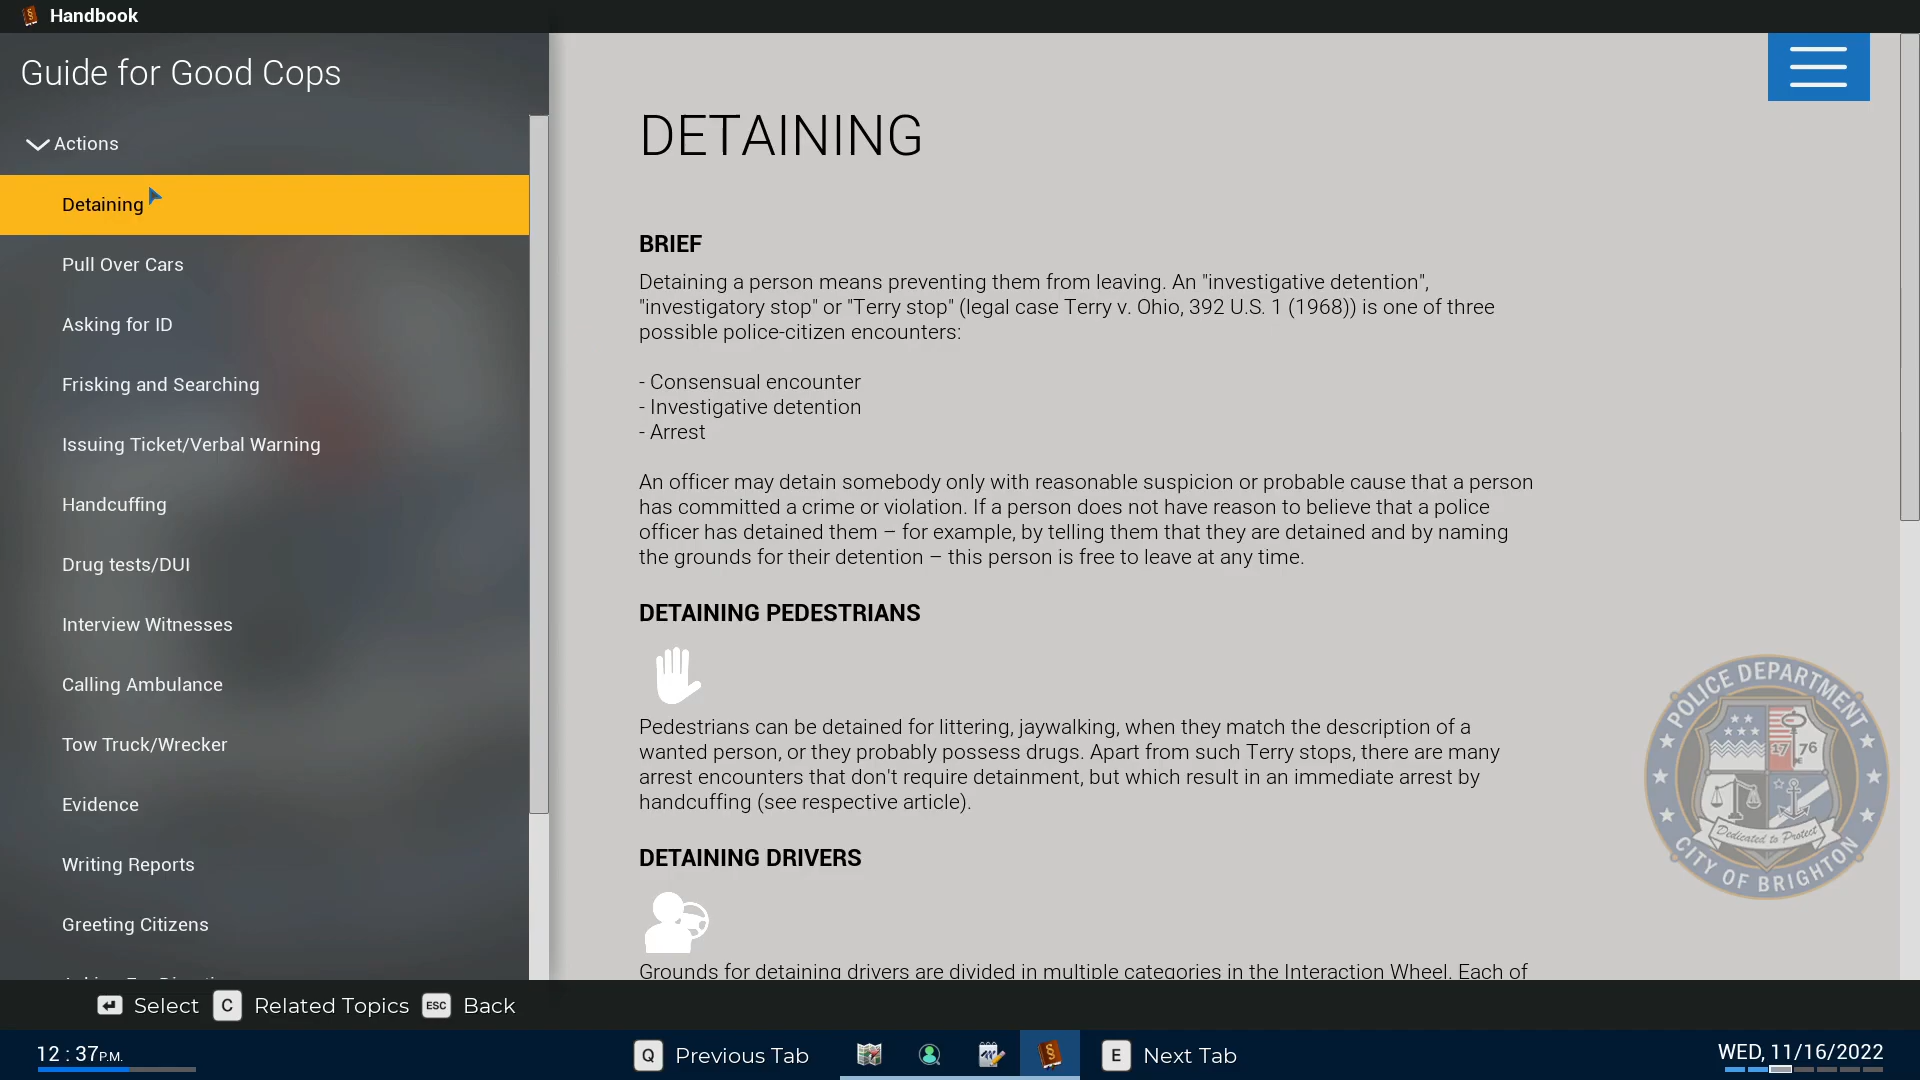 Handbook
Guide for Good Cops
Actions
Detaining
Pull Over Cars
Asking for ID
Frisking and Searching
Issuing Ticket/Verbal Warning
Handcuffing
Drug tests/DUI
Interview Witnesses
Calling Ambulance
Tow Truck/Wrecker
Evidence
Writing Reports
Greeting Citizens
DETAINING
BRIEF
Detaining a person means preventing them from leaving. An "investigative detention",
"investigatory stop" or "Terry stop" (legal case Terry v. Ohio, 392 U.S. 1 (1968)) is one of three
possible police-citizen encounters:
- Consensual encounter
- Investigative detention
- Arrest
An officer may detain somebody only with reasonable suspicion or probable cause that a person
has committed a crime or violation. If a person does not have reason to believe that a police
officer has detained them – for example, by telling them that they are detained and by naming
the grounds for their detention – this person is free to leave at any time.
DETAINING PEDESTRIANS
Pedestrians can be detained for littering, jaywalking, when they match the description of a
wanted person, or they probably possess drugs. Apart from such Terry stops, there are many
arrest encounters that don't require detainment, but which result in an immediate arrest by
handcuffing (see respective article).
DETAINING DRIVERS
Grounds for detaining drivers are divided in multiple categories in the Interaction Wheel. Each of
POLICE DEPARTMENT
17 76
Dedicated to Protect
CITY OF BRIGHTON
Select C Related Topics ESC Back
12 : 37 P.M.
Q Previous Tab
E Next Tab
WED, 11/16/2022